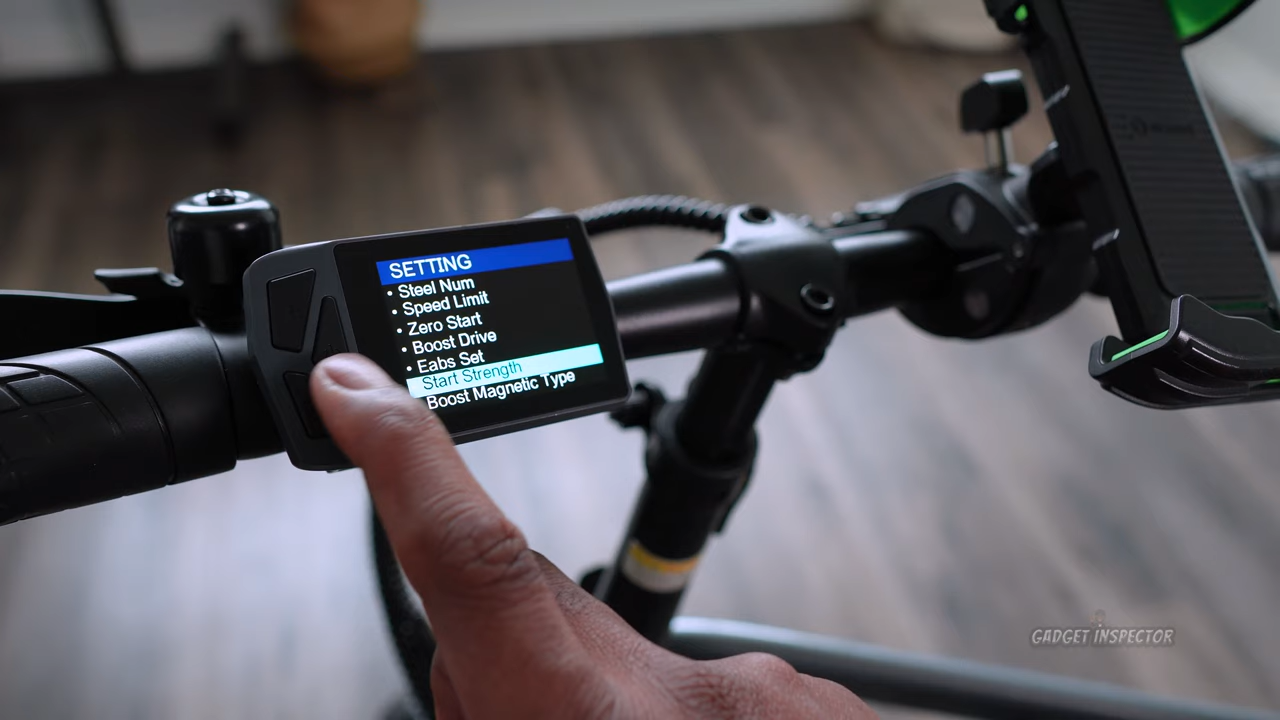 SETTING
• Steel Num
• Speed Limit
• Zero Start
• Boost Drive
• Eabs Set
Start Strength
Boost Magnetic Type
GADGET INSPECTOR